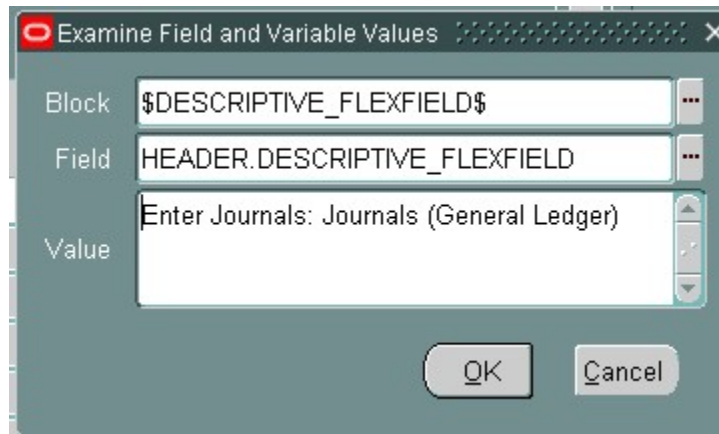 Examine Field and Variable Values
Block $DESCRIPTIVE_FLEXFIELD$
Field HEADER.DESCRIPTIVE_FLEXFIELD
Value Enter Journals: Journals (General Ledger)
OK Cancel